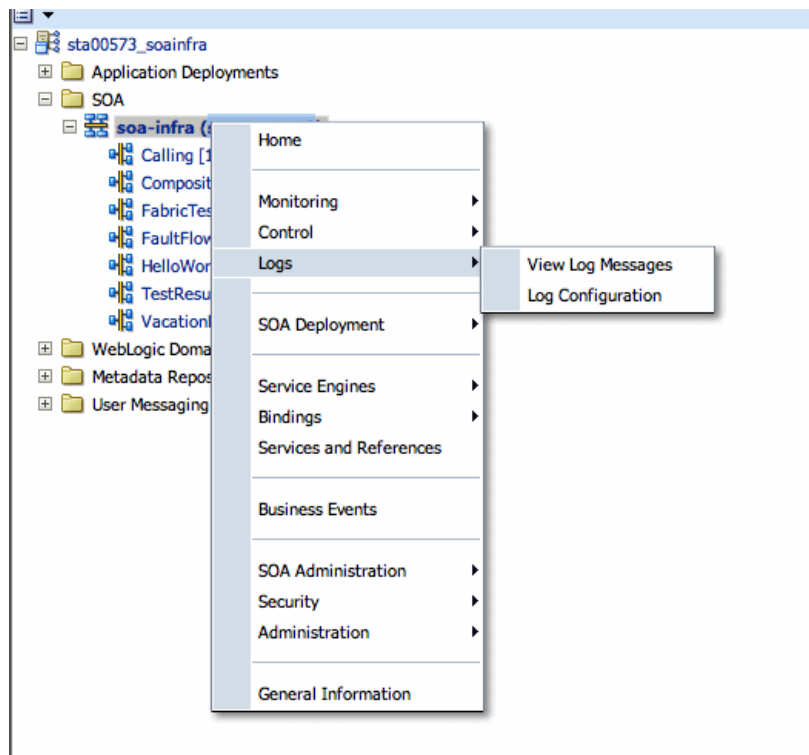 sta00573_soainfra
Application Deployments
SOA
soa-infra (
Calling [1
Composit
FabricTes
FaultFlow
HelloWor
TestResu
Vacation
WebLogic Doma
Metadata Repos
User Messaging
Home
Monitoring
Control
Logs
View Log Messages
Log Configuration
SOA Deployment
Service Engines
Bindings
Services and References
Business Events
SOA Administration
Security
Administration
General Information